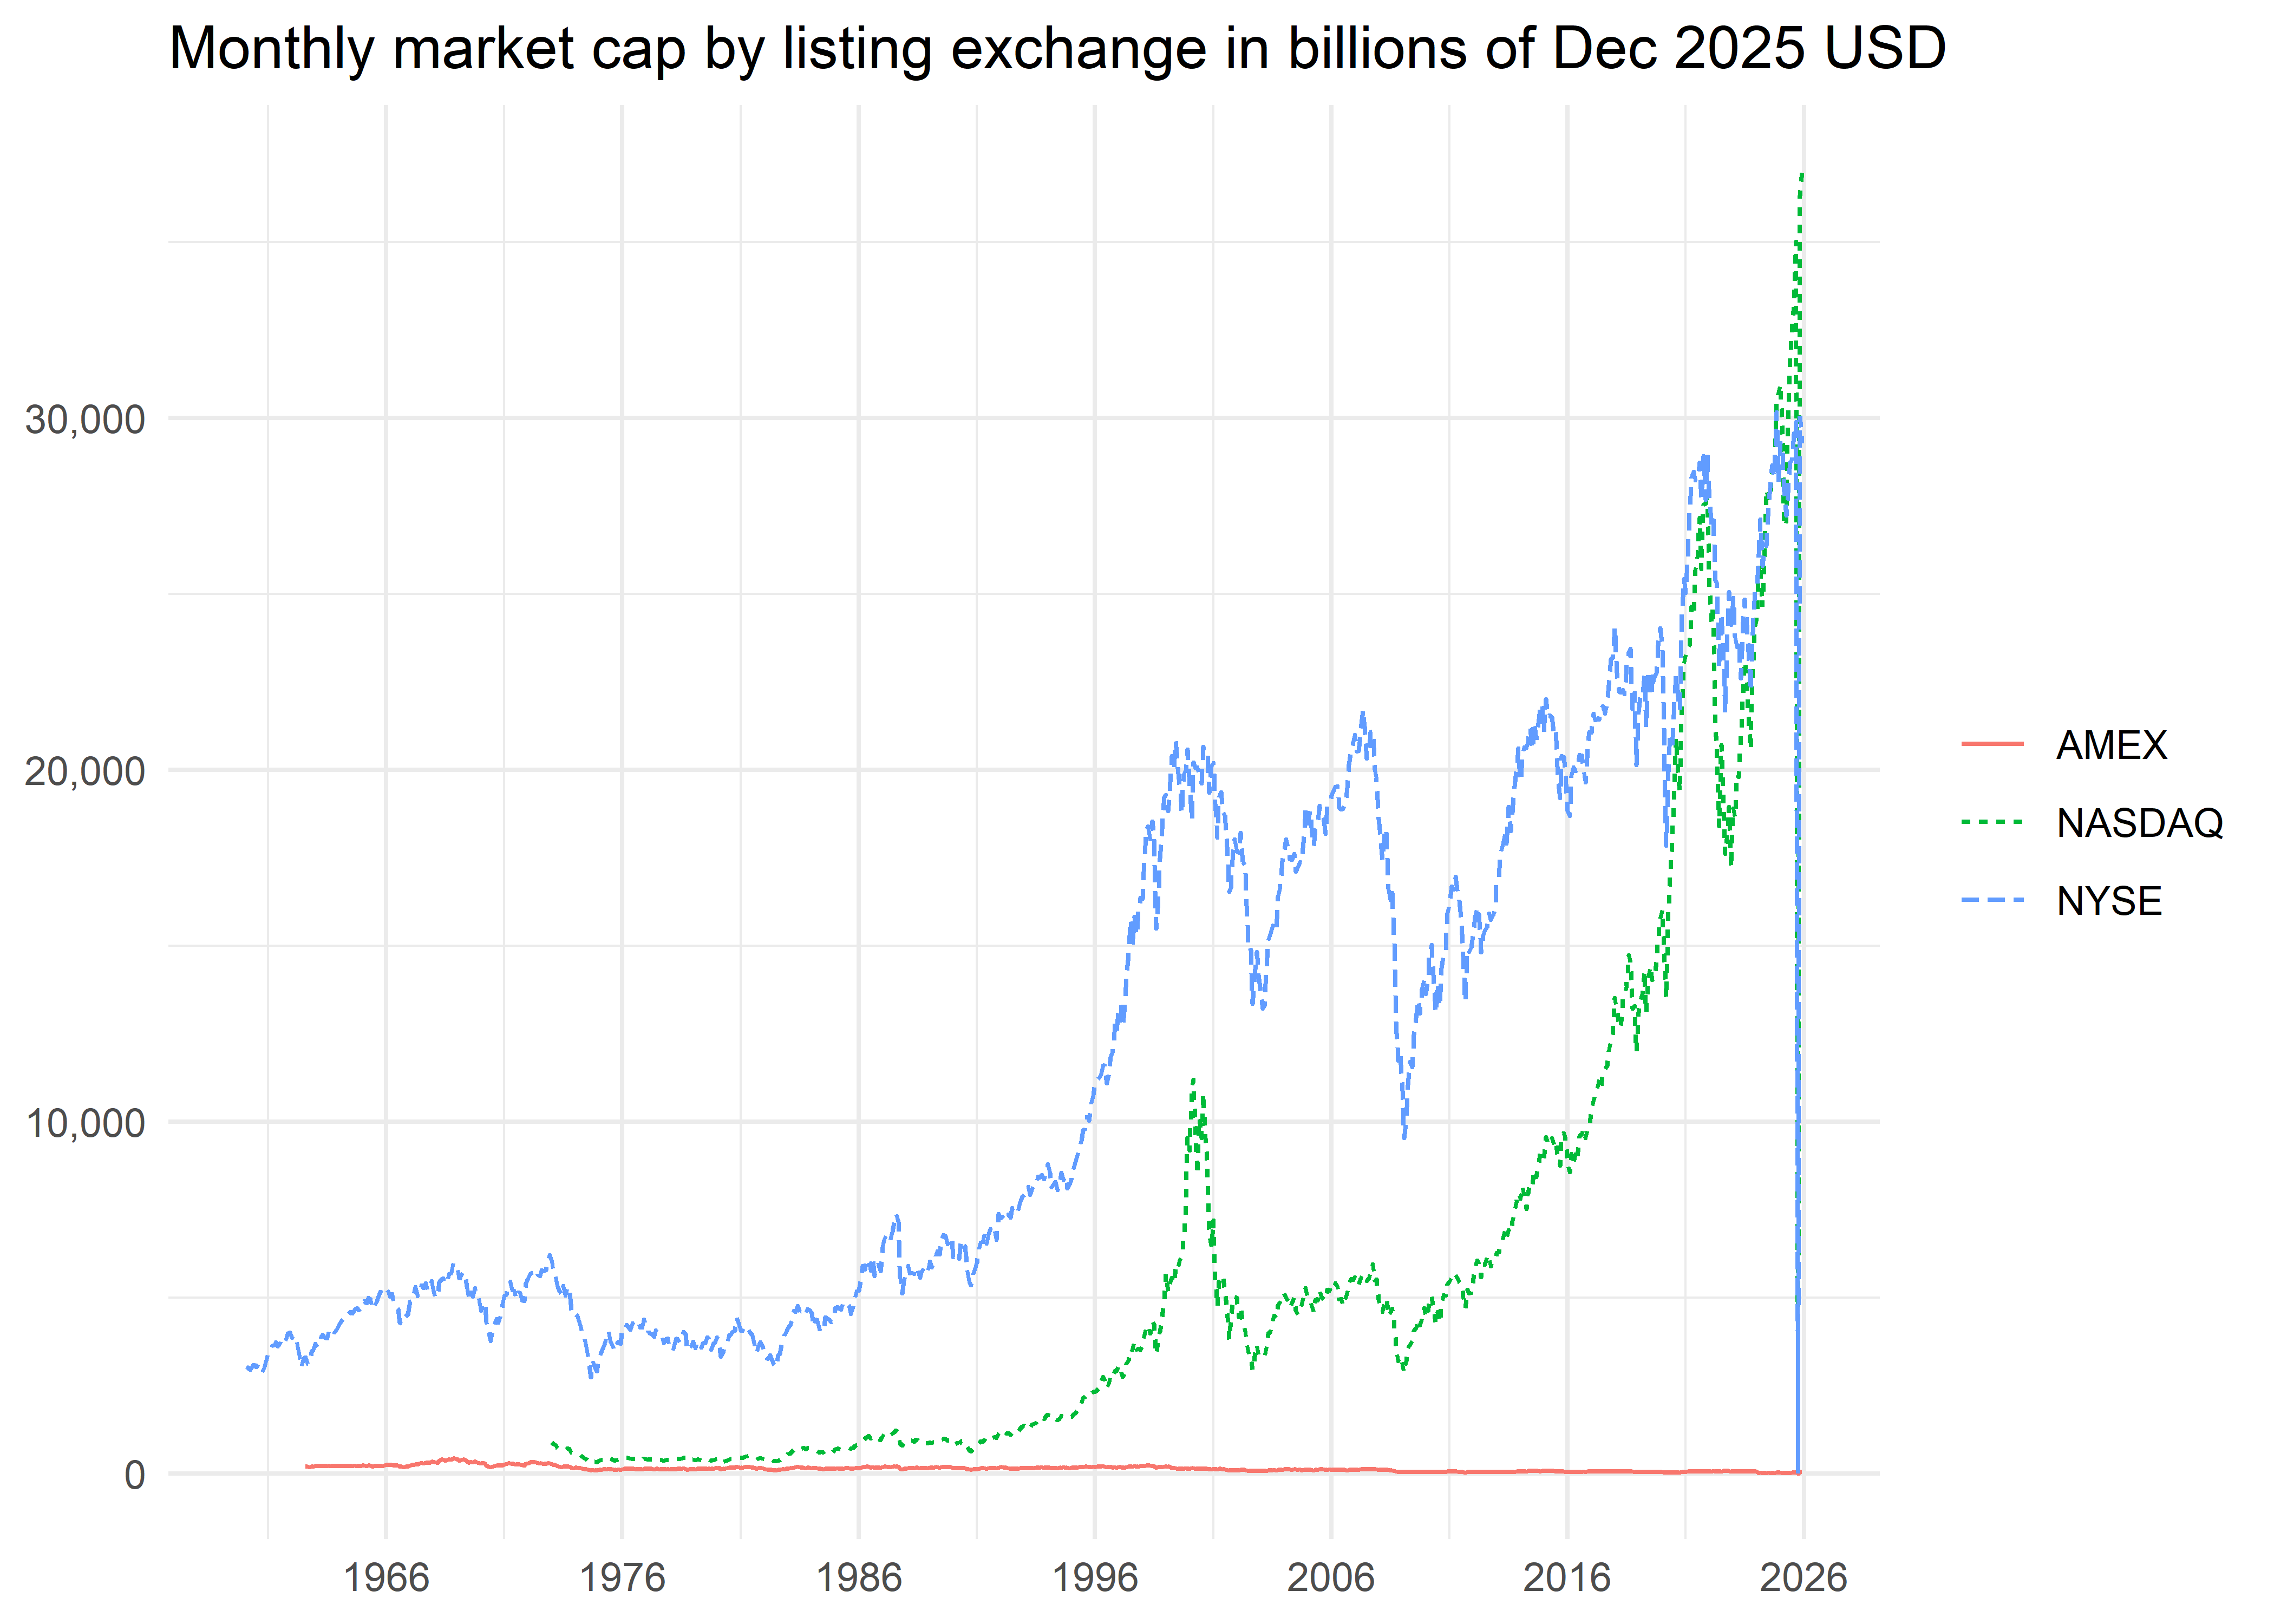 Monthly market cap by listing exchange in billions of Dec 2025 USD
30,000
20,000
10,000
0
1966 1976 1986 1996 2006 2016 2026
AMEX
NASDAQ
NYSE